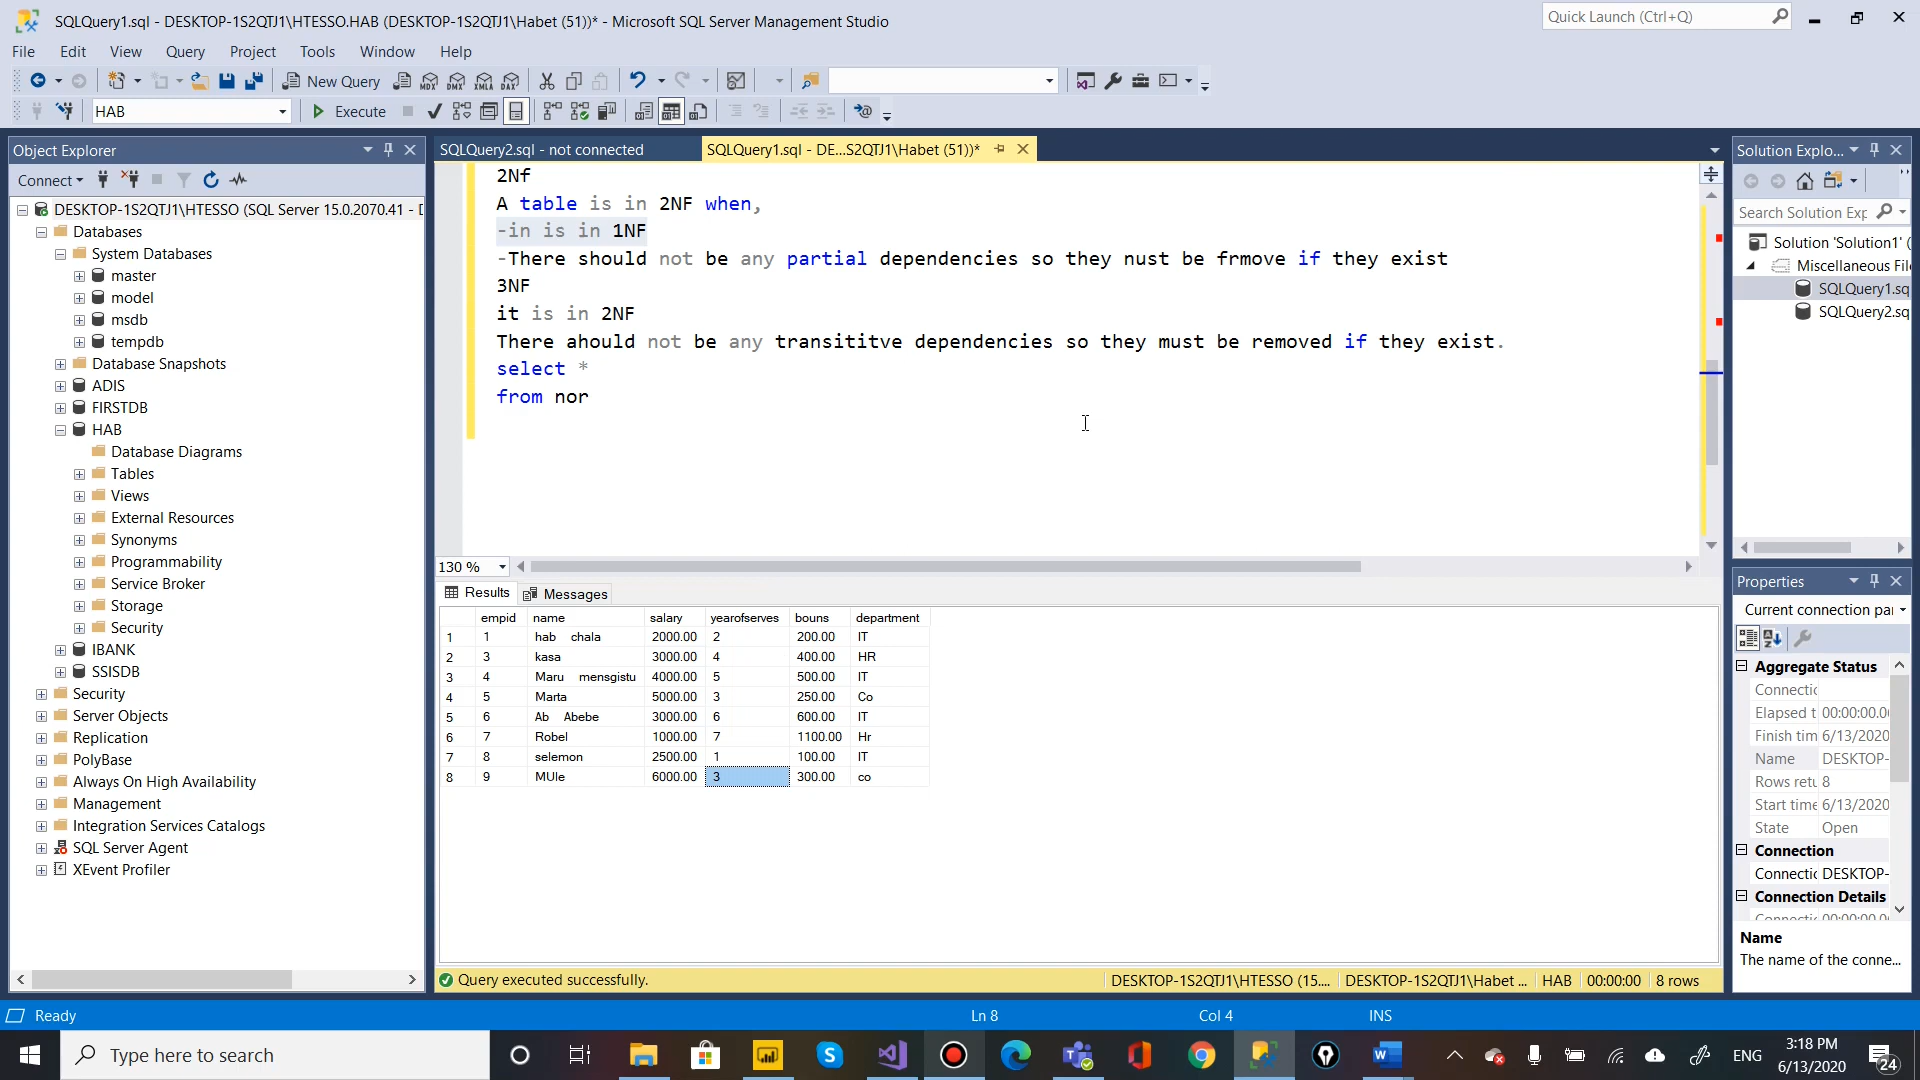 SQLQuery1.sql - DESKTOP-1S2QTJ1\HTESSO.HAB (DESKTOP-1S2QTJ1\Habet (51))* - Microsoft SQL Server Management Studio
Quick Launch (Ctrl+Q)
File Edit View Query Project Tools Window Help
New Query
HAB
Execute
Object Explorer
Connect
DESKTOP-1S2QTJ1\HTESSO (SQL Server 15.0.2070.41 -
Databases
System Databases
master
model
msdb
tempdb
Database Snapshots
ADIS
FIRSTDB
HAB
Database Diagrams
Tables
Views
External Resources
Synonyms
Programmability
Service Broker
Storage
Security
IBANK
SSISDB
Security
Server Objects
Replication
PolyBase
Always On High Availability
Management
Integration Services Catalogs
SQL Server Agent
XEvent Profiler
SQLQuery2.sql - not connected
SQLQuery1.sql - DE...S2QTJ1\Habet (51))*
2Nf
A table is in 2NF when,
-in is in 1NF
-There should not be any partial dependencies so they nust be frmove if they exist
3NF
it is in 2NF
There ahould not be any transititve dependencies so they must be removed if they exist.
select *
from nor
130 %
Results Messages
empid name salary yearofserves bouns department
1 1 hab chala 2000.00 2 200.00 IT
2 3 kasa 3000.00 4 400.00 HR
3 4 Maru mensgistu 4000.00 5 500.00 IT
4 5 Marta 5000.00 3 250.00 Co
5 6 Ab Abebe 3000.00 6 600.00 IT
6 7 Robel 1000.00 7 1100.00 Hr
7 8 selemon 2500.00 1 100.00 IT
8 9 MUle 6000.00 3 300.00 co
Query executed successfully.
DESKTOP-1S2QTJ1\HTESSO (15.... DESKTOP-1S2QTJ1\Habet ... HAB 00:00:00 8 rows
Solution Explo...
Search Solution Exp
Solution 'Solution1' (
Miscellaneous Fil
SQLQuery1.sq
SQLQuery2.sq
Properties
Current connection par
Aggregate Status
Connectic
Elapsed t 00:00:00.0
Finish tim 6/13/2020
Name DESKTOP-
Rows retu 8
Start time 6/13/2020
State Open
Connection
Connectic DESKTOP-
Connection Details
Name
The name of the conne...
Ready
Ln 8
Col 4
INS
Type here to search
ENG
3:18 PM
6/13/2020
24